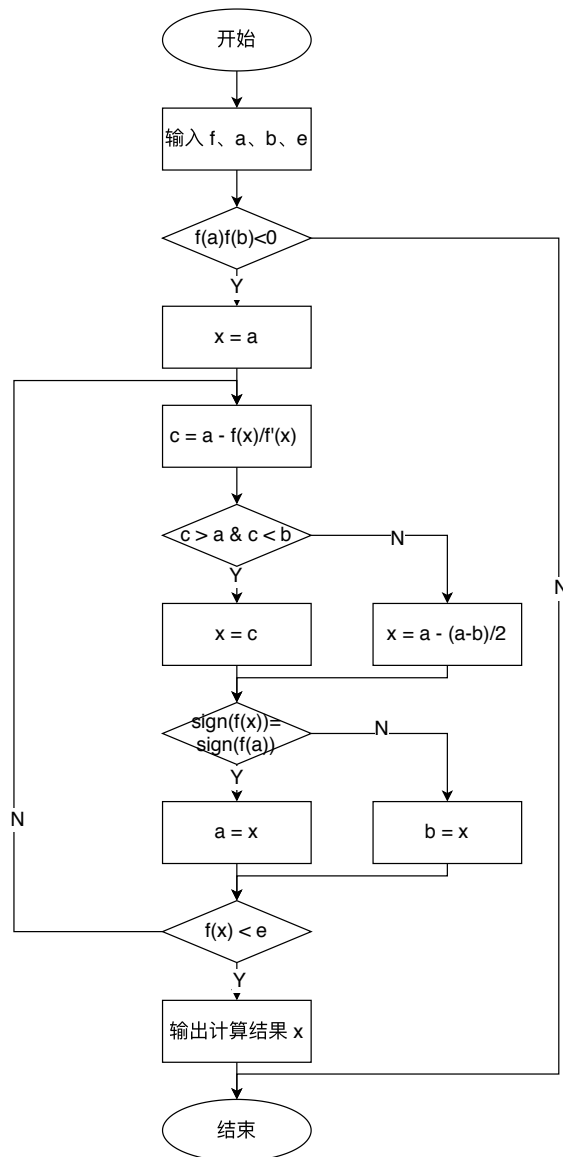 开始
输入 f、a、b、e
f(a)f(b)<0
Y
x = a
c = a - f(x)/f'(x)
c > a & c < b
N
Y
N
x = c
x = a - (a-b)/2
sign(f(x))=
sign(f(a))
N
Y
N
a = x
b = x
f(x) < e
Y
输出计算结果 x
结束